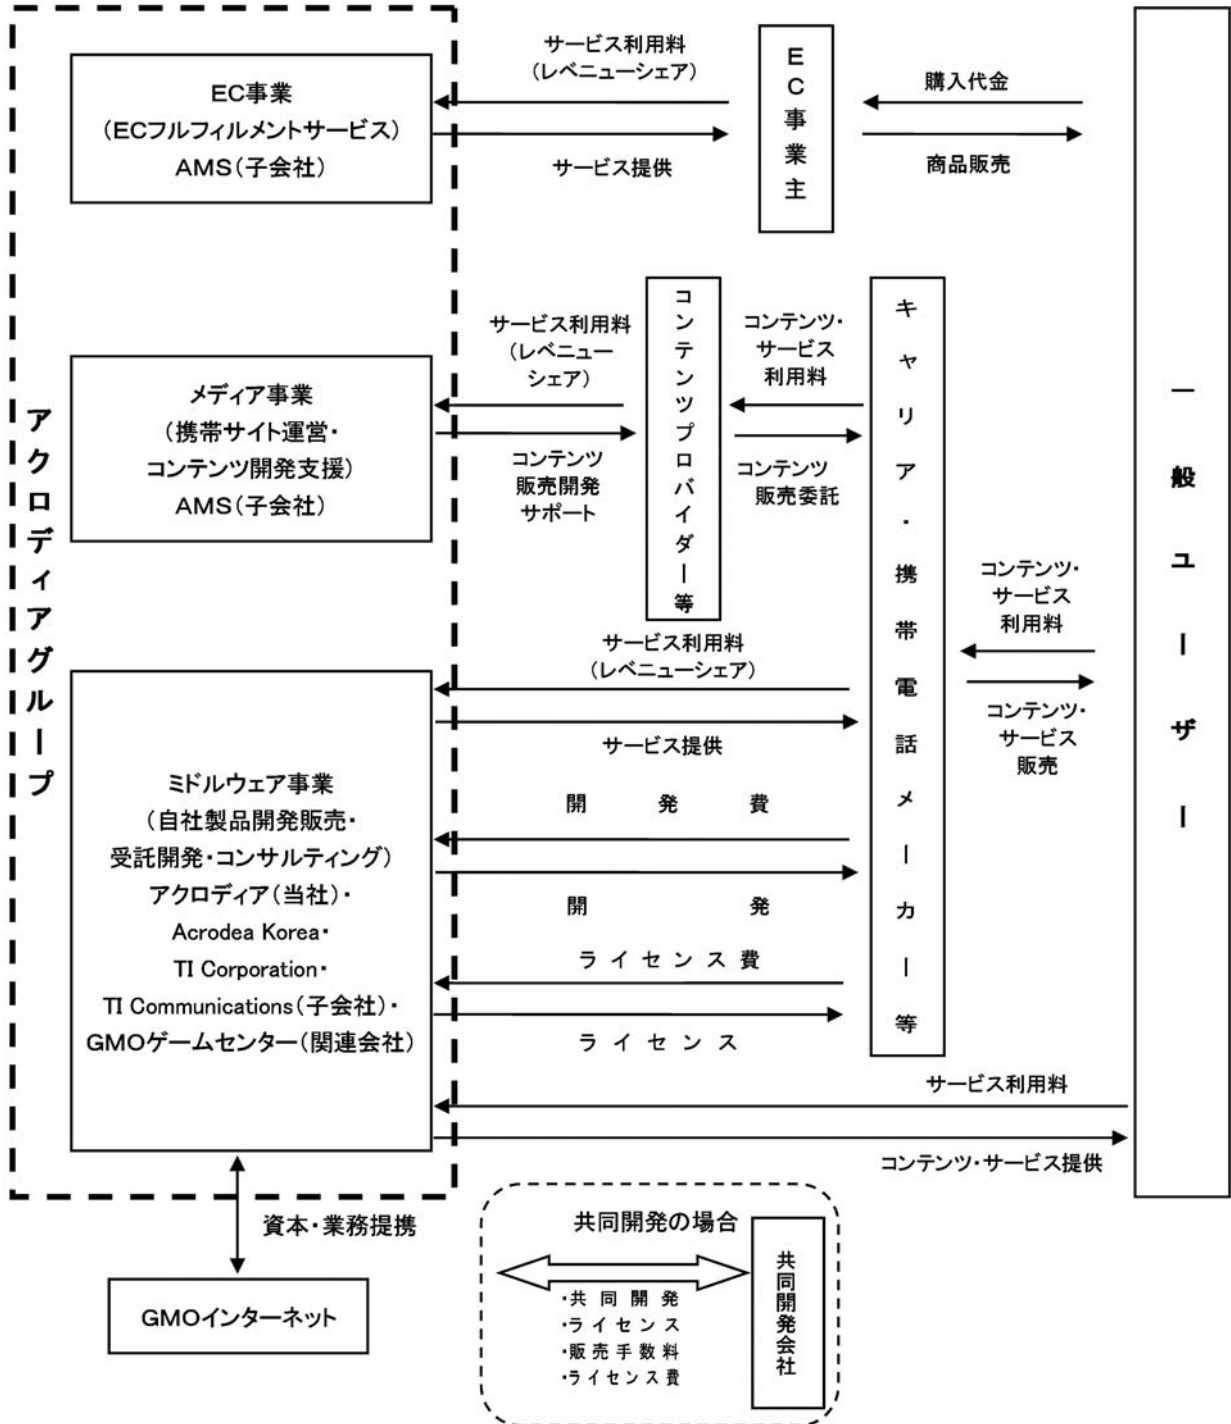 アクロディアグループ
EC事業
(ECフルフィルメントサービス)
AMS(子会社)
サービス利用料
(レベニューシェア)
サービス提供
EC事業主
購入代金
商品販売
一般ユーザー
メディア事業
(携帯サイト運営・
コンテンツ開発支援)
AMS(子会社)
サービス利用料
(レベニュー
シェア)
コンテンツ
販売開発
サポート
コンテンツプロバイダー等
コンテンツ・
サービス
利用料
コンテンツ
販売委託
キャリア・携帯電話メーカー等
コンテンツ・
サービス
利用料
コンテンツ・
サービス
販売
ミドルウェア事業
(自社製品開発販売・
受託開発・コンサルティング)
アクロディア(当社)・
Acrodea Korea・
TI Corporation・
TI Communications(子会社)・
GMOゲームセンター(関連会社)
サービス利用料
(レベニューシェア)
サービス提供
開発費
開発
ライセンス費
ライセンス
サービス利用料
コンテンツ・サービス提供
資本・業務提携
GMOインターネット
共同開発の場合
・共同開発
・ライセンス
・販売手数料
・ライセンス費
共同開発会社